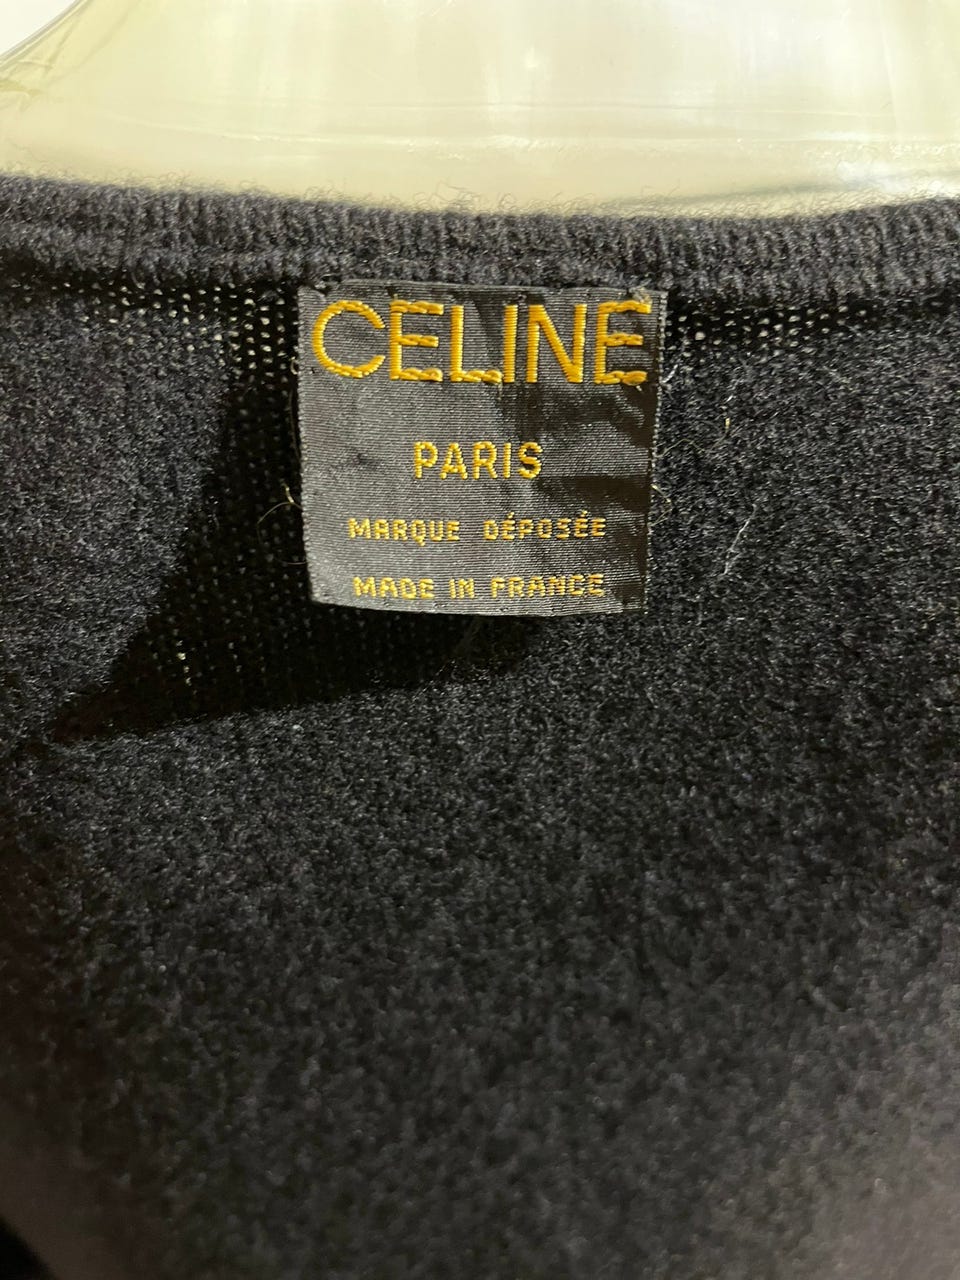 CELINE
PARIS
MARQUE DÉPOSÉE
MADE IN FRANCE